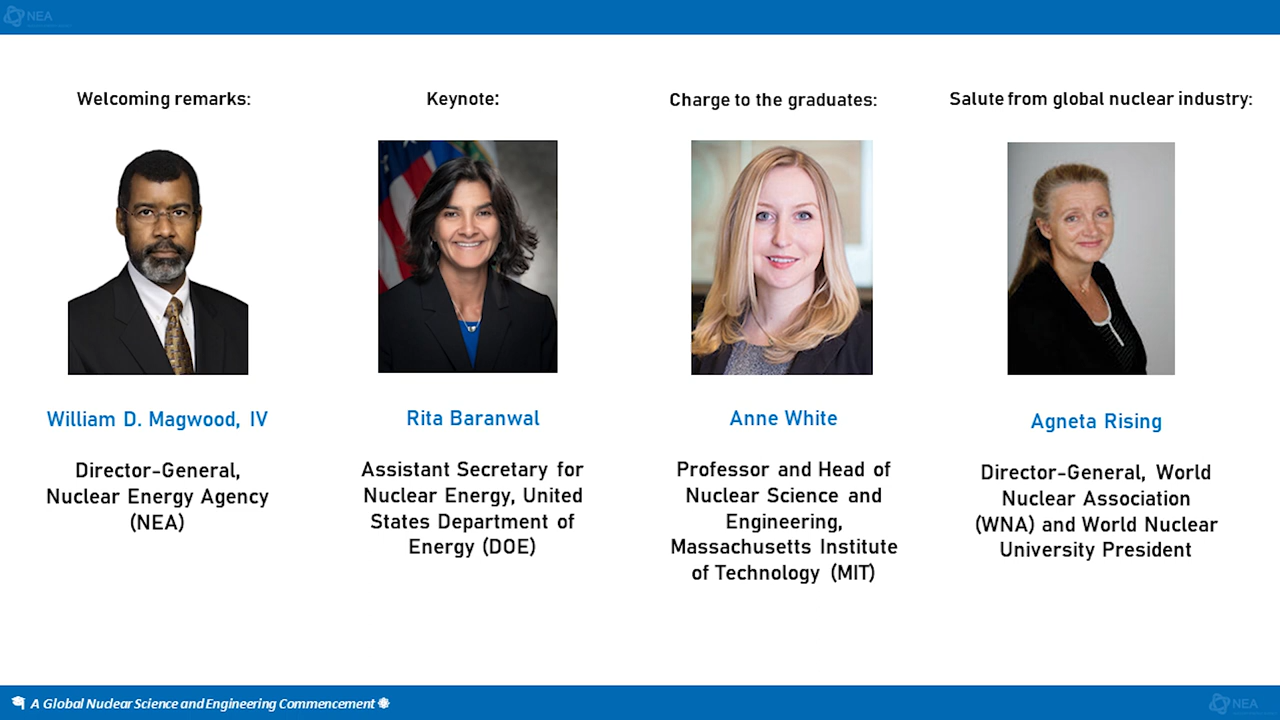 NEA
Welcoming remarks:
Keynote:
Charge to the graduates:
Salute from global nuclear industry:
William D. Magwood, IV
Director-General,
Nuclear Energy Agency
(NEA)
Rita Baranwal
Assistant Secretary for
Nuclear Energy, United
States Department of
Energy (DOE)
Anne White
Professor and Head of
Nuclear Science and
Engineering,
Massachusetts Institute
of Technology (MIT)
Agneta Rising
Director-General, World
Nuclear Association
(WNA) and World Nuclear
University President
A Global Nuclear Science and Engineering Commencement
NEA